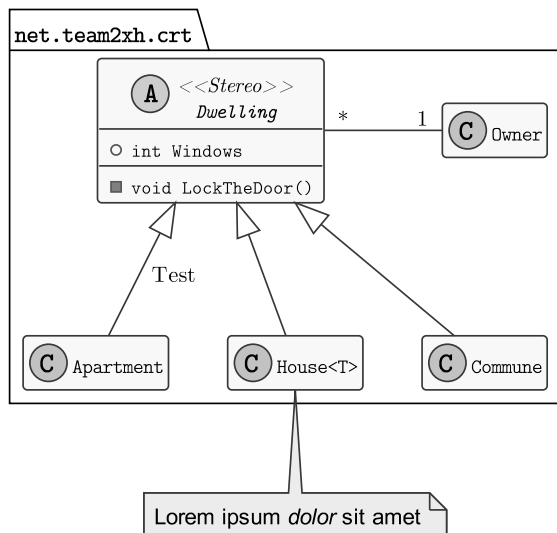 net.team2xh.crt
A
<<Stereo>>
Dwelling
int Windows
void LockTheDoor()
* 1
C Owner
Test
C Apartment
C House<T>
C Commune
Lorem ipsum dolor sit amet